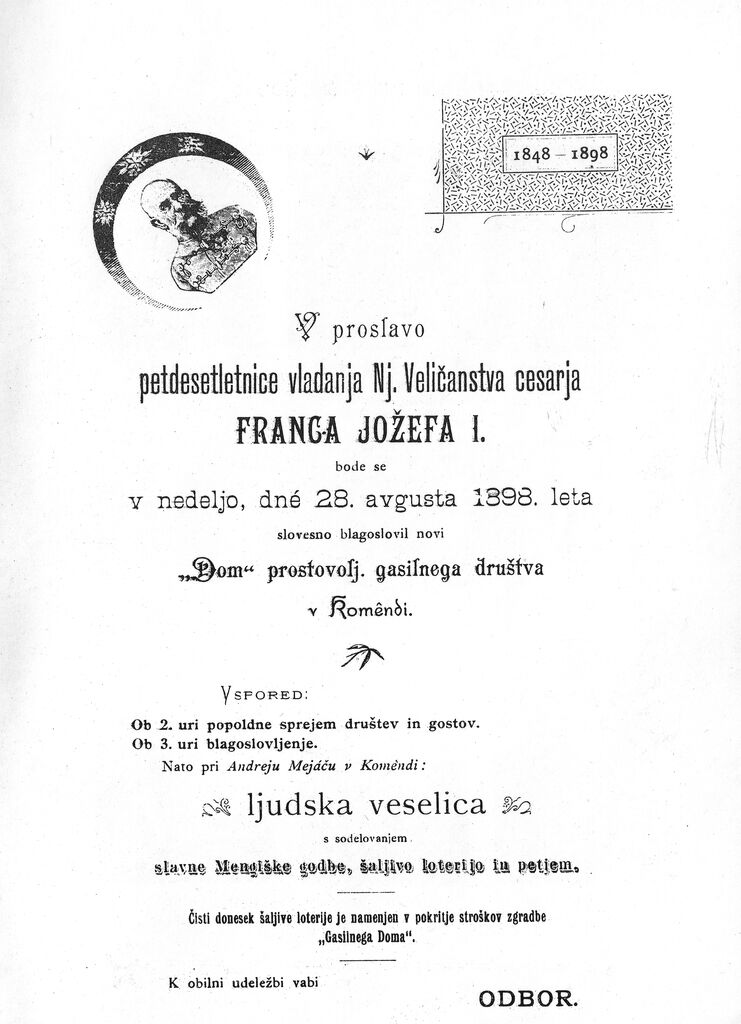 1848 – 1898
V proslavo
petdesetletnice vladanja Nj. Veličanstva cesarja
FRANCA JOŽEFA I.
bode se
v nedeljo, dné 28. avgusta 1898. leta
slovesno blagoslovil novi
„Dom“ prostovolj. gasilnega društva
v Komêndi.
VSPORED:
Ob 2. uri popoldne sprejem društev in gostov.
Ob 3. uri blagoslovljenje.
Nato pri Andreju Mejáču v Komêndi:
ljudska veselica
s sodelovanjem
slavne Mengiške godbe, šaljivo loterijo in petjem.
Čisti donesek šaljive loterije je namenjen v pokritje stroškov zgradbe
„Gasilnega Doma“.
K obilni udeležbi vabi
ODBOR.